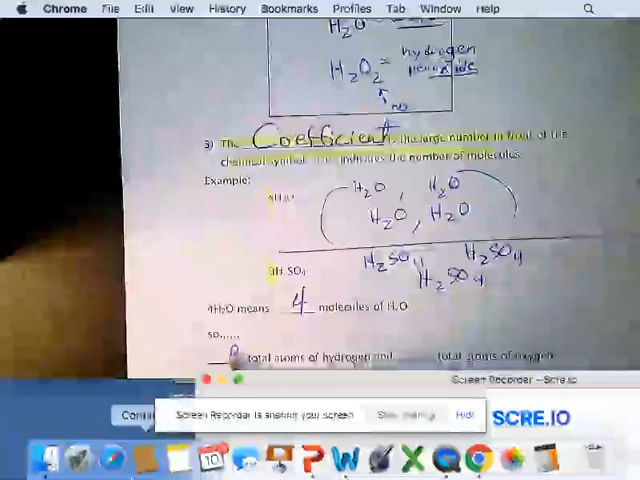 Chrome File Edit View History Bookmarks Profiles Tab Window Help
H₂O
H₂O₂ = hydrogen
peroxide
no
3) The Coefficient is the large number in front of the
chemical symbol. indicates the number of molecules.
Example:
4H₂O H₂O , H₂O
H₂O , H₂O
3H₂SO₄ H₂SO₄ H₂SO₄
H₂SO₄
4H₂O means 4 molecules of H₂O
so......
total atoms of hydrogen and total atoms of oxygen
Screen Recorder - Scre.io
Screen Recorder is sharing your screen Stop sharing Hide SCRE.IO
10